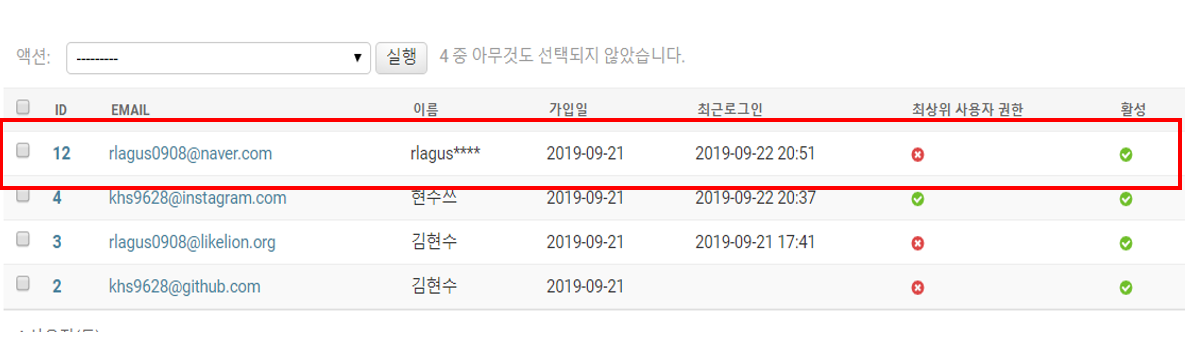 액션: --------- 실행 4 중 아무것도 선택되지 않았습니다.
ID EMAIL 이름 가입일 최근로그인 최상위 사용자 권한 활성
12 rlagus0908@naver.com rlagus**** 2019-09-21 2019-09-22 20:51
4 khs9628@instagram.com 현수쓰 2019-09-21 2019-09-22 20:37
3 rlagus0908@likelion.org 김현수 2019-09-21 2019-09-21 17:41
2 khs9628@github.com 김현수 2019-09-21